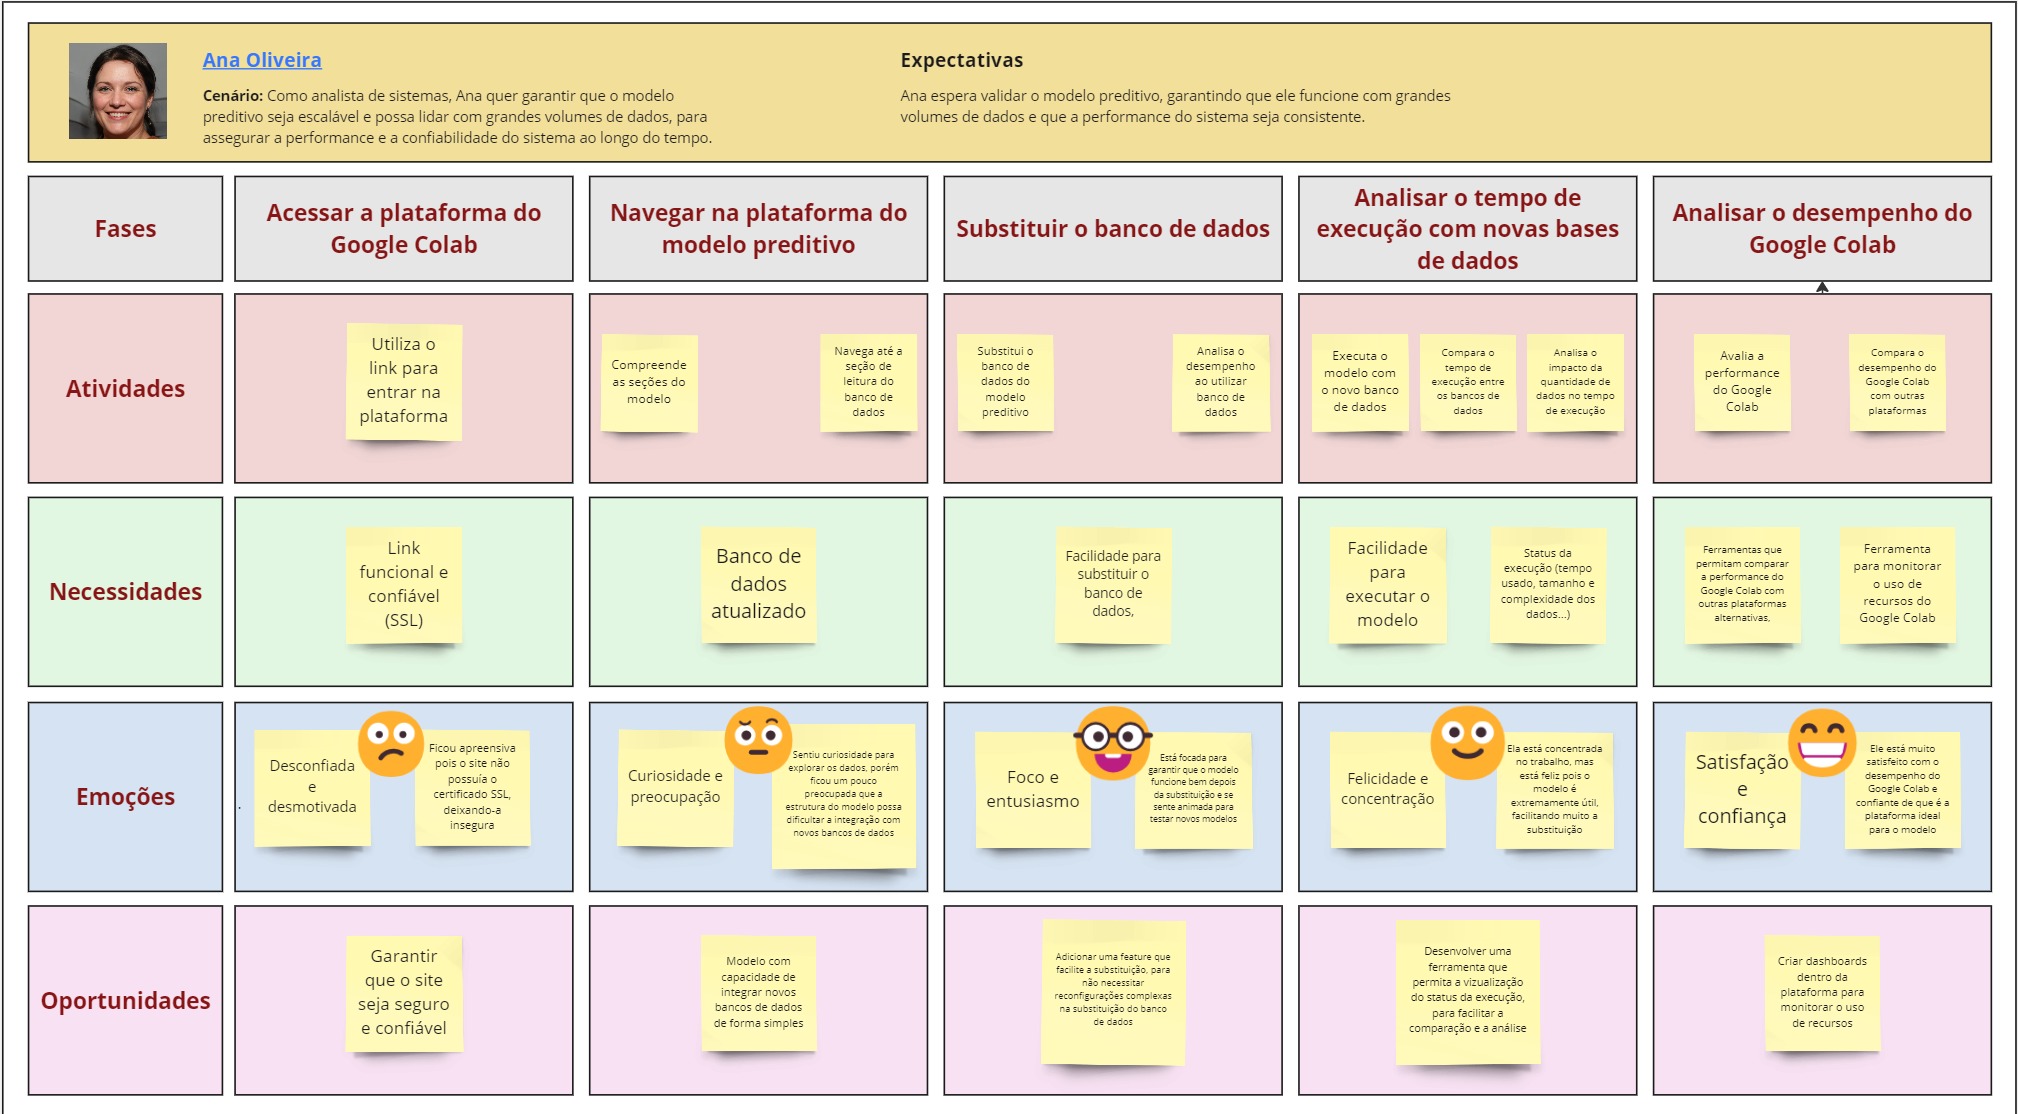 Ana Oliveira
Cenário: Como analista de sistemas, Ana quer garantir que o modelo
preditivo seja escalável e possa lidar com grandes volumes de dados, para
assegurar a performance e a confiabilidade do sistema ao longo do tempo.
Expectativas
Ana espera validar o modelo preditivo, garantindo que ele funcione com grandes
volumes de dados e que a performance do sistema seja consistente.
Fases
Acessar a plataforma do
Google Colab
Navegar na plataforma do
modelo preditivo
Substituir o banco de dados
Analisar o tempo de
execução com novas bases
de dados
Analisar o desempenho do
Google Colab
Atividades
Utiliza o
link para
entrar na
plataforma
Compreende
as seções do
modelo
Navega até a
seção de
leitura do
banco de
dados
Substitui o
banco de
dados do
modelo
preditivo
Analisa o
desempenho
ao utilizar
banco de
dados
Executa o
modelo com
o novo banco
de dados
Compara o
tempo de
execução entre
os bancos de
dados
Analisa o
impacto da
quantidade de
dados no tempo
de execução
Avalia a
performance
do Google
Colab
Compara o
desempenho do
Google Colab
com outras
plataformas
Necessidades
Link
funcional e
confiável
(SSL)
Banco de
dados
atualizado
Facilidade para
substituir o
banco de
dados,
Facilidade
para
executar o
modelo
Status da
execução (tempo
usado, tamanho e
complexidade dos
dados...)
Ferramentas que
permitam comparar
a performance do
Google Colab com
outras plataformas
alternativas,
Ferramenta
para monitorar
o uso de
recursos do
Google Colab
Emoções
.
Desconfiada
e
desmotivada
Ficou apreensiva
pois o site não
possuía o
certificado SSL,
deixando-a
insegura
Curiosidade e
preocupação
Sentiu curiosidade para
explorar os dados, porém
ficou um pouco
preocupada que a
estrutura do modelo possa
dificultar a integração com
novos bancos de dados
Foco e
entusiasmo
Está focada para
garantir que o modelo
funcione bem depois
da substituição e se
sente animada para
testar novos modelos
Felicidade e
concentração
Ela está concentrada
no trabalho, mas
está feliz pois o
modelo é
extremamente útil,
facilitando muito a
substituição
Satisfação
e
confiança
Ele está muito
satisfeito com o
desempenho do
Google Colab e
confiante de que é a
plataforma ideal
para o modelo
Oportunidades
Garantir
que o site
seja seguro
e confiável
Modelo com
capacidade de
integrar novos
bancos de dados
de forma simples
Adicionar uma feature que
facilite a substituição, para
não necessitar
reconfigurações complexas
na substituição do banco
de dados
Desenvolver uma
ferramenta que
permita a vizualização
do status da execução,
para facilitar a
comparação e a análise
Criar dashboards
dentro da
plataforma para
monitorar o uso
de recursos